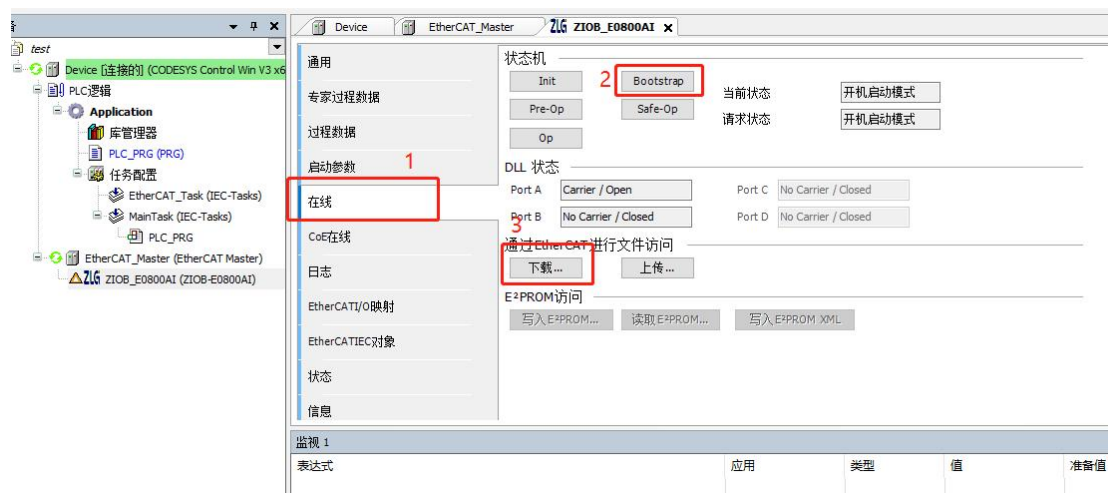 Device
EtherCAT_Master
ZLG ZIOB_E0800AI
test
Device [连接的] (CODESYS Control Win V3 x6
PLC逻辑
Application
库管理器
PLC_PRG (PRG)
任务配置
EtherCAT_Task (IEC-Tasks)
MainTask (IEC-Tasks)
PLC_PRG
EtherCAT_Master (EtherCAT Master)
ZLG ZIOB_E0800AI (ZIOB-E0800AI)
通用
专家过程数据
过程数据
启动参数
1
在线
CoE在线
日志
EtherCATI/O映射
EtherCATIEC对象
状态
信息
状态机
Init
2
Bootstrap
当前状态
开机启动模式
Pre-Op
Safe-Op
请求状态
开机启动模式
Op
DLL 状态
Port A
Carrier / Open
Port C
No Carrier / Closed
Port B
No Carrier / Closed
Port D
No Carrier / Closed
3
通过EtherCAT进行文件访问
下载...
上传...
E²PROM访问
写入E²PROM...
读取E²PROM...
写入E²PROM XML
监视 1
表达式
应用
类型
值
准备值